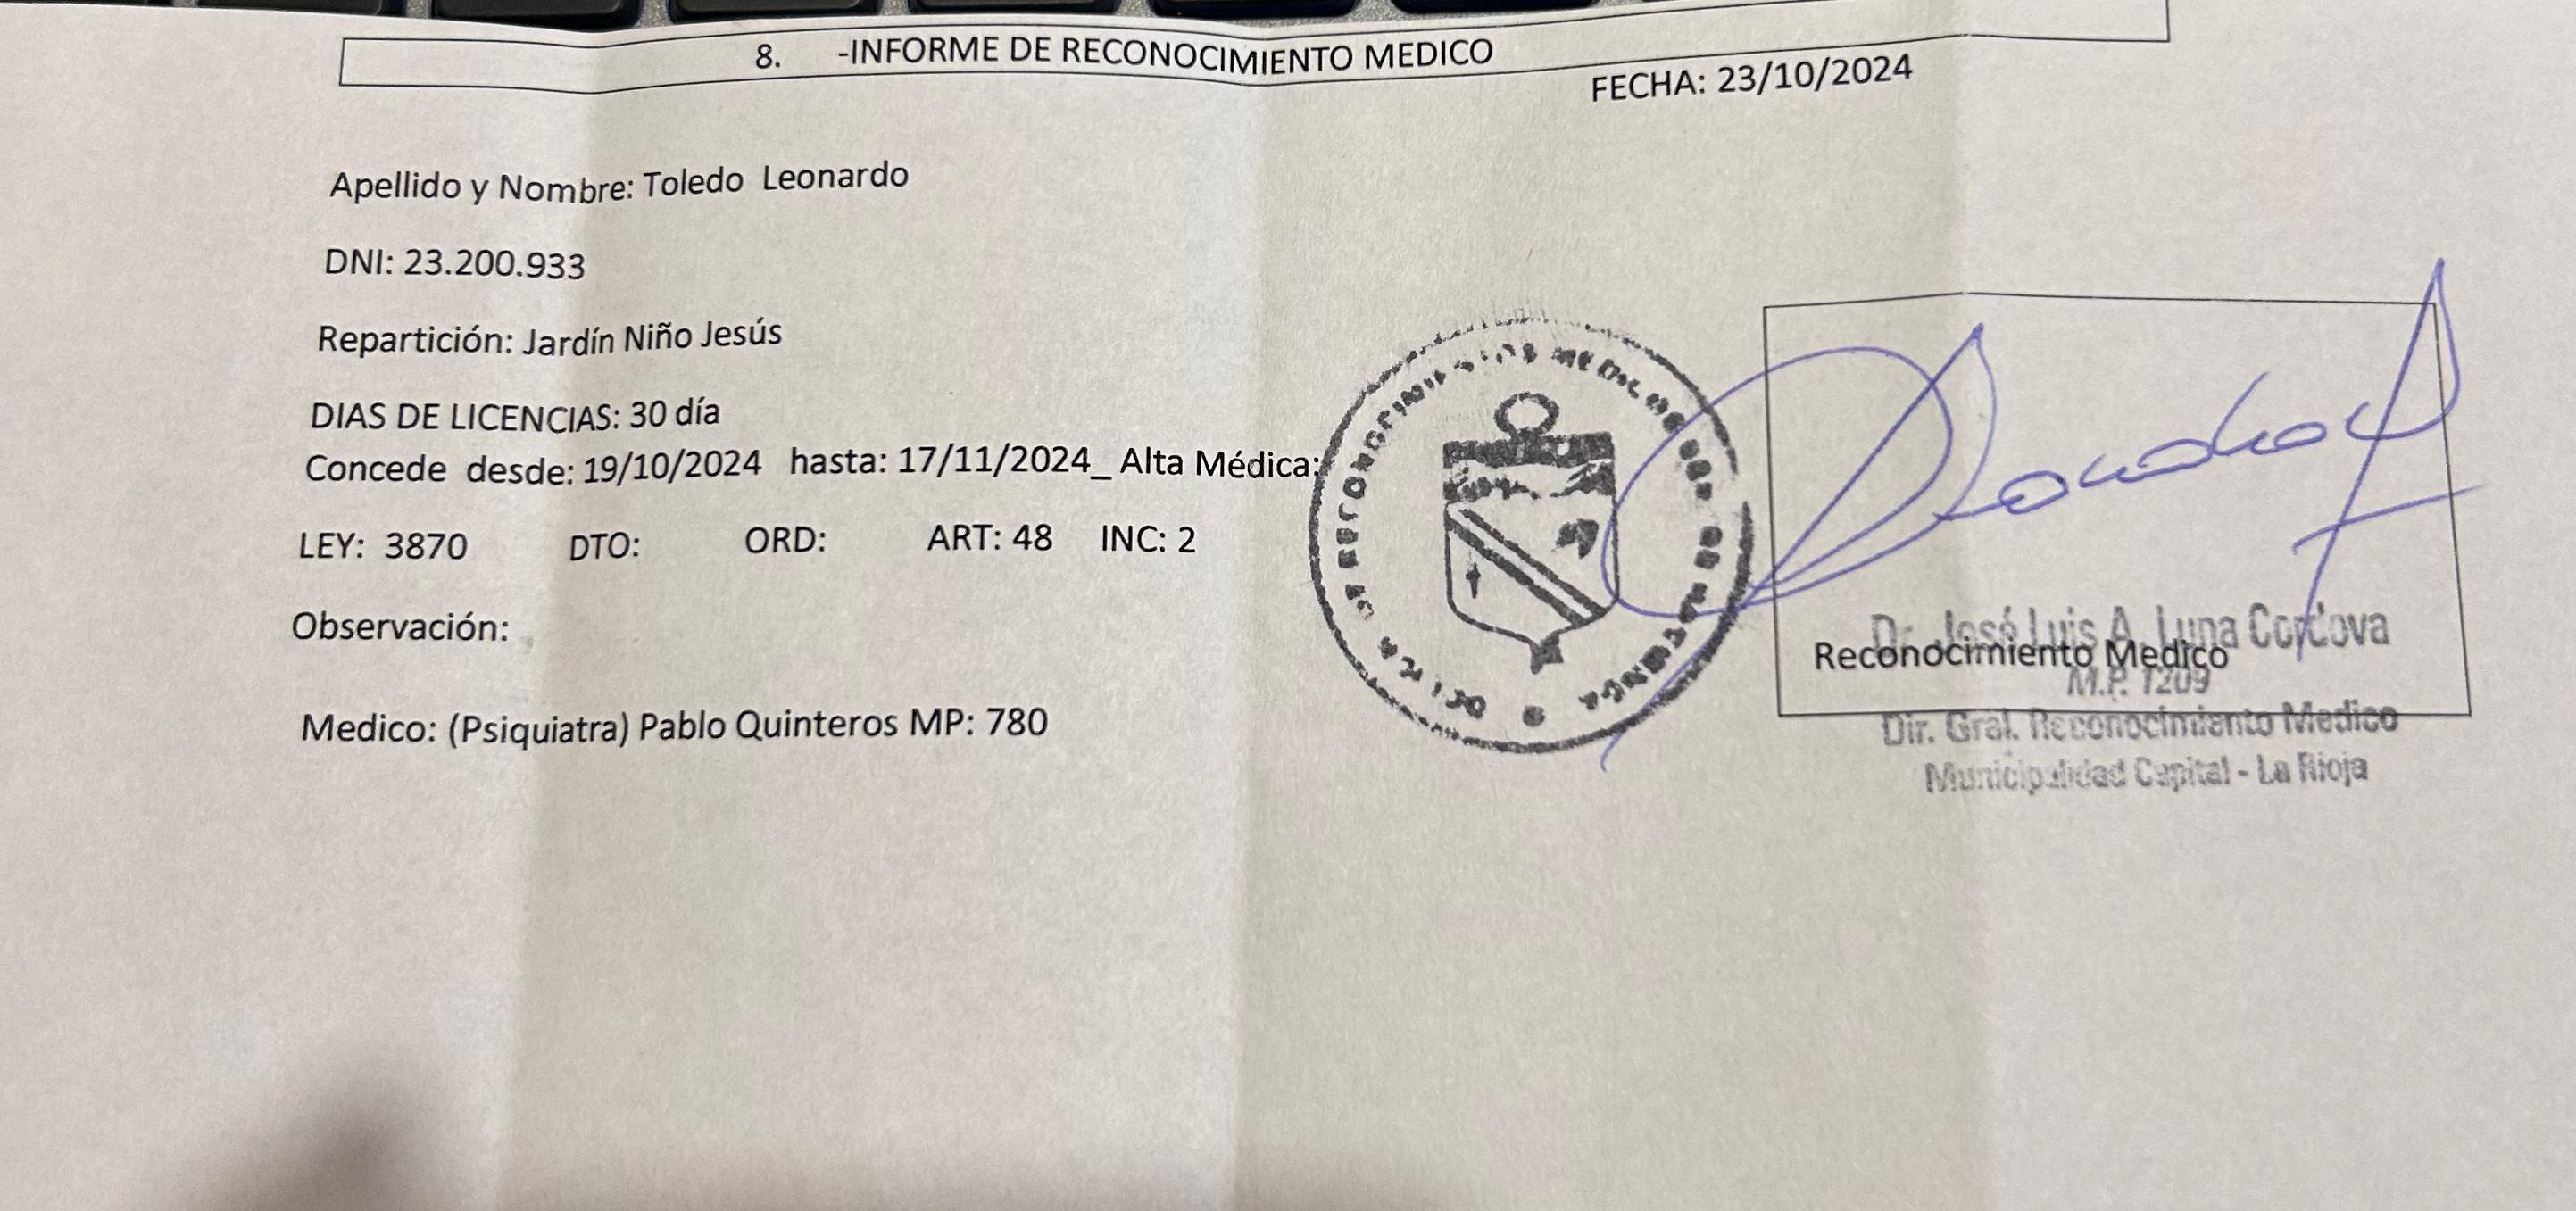 8. -INFORME DE RECONOCIMIENTO MEDICO
FECHA: 23/10/2024
Apellido y Nombre: Toledo Leonardo
DNI: 23.200.933
Repartición: Jardín Niño Jesús
DIAS DE LICENCIAS: 30 día
Concede desde: 19/10/2024 hasta: 17/11/2024_ Alta Médica:
LEY: 3870 DTO: ORD: ART: 48 INC: 2
Observación:
Medico: (Psiquiatra) Pablo Quinteros MP: 780
Reconocimiento Medico
Dr. José Luis A. Luna Cordova
M.P. 1209
Dir. Gral. Reconocimiento Medico
Municipalidad Capital - La Rioja